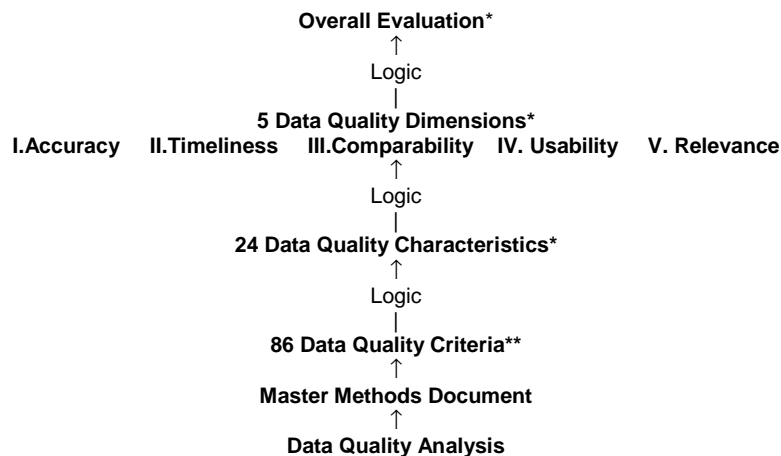 Overall Evaluation*
↑
Logic
|
5 Data Quality Dimensions*
I.Accuracy II.Timeliness III.Comparability IV. Usability V. Relevance
↑
Logic
|
24 Data Quality Characteristics*
↑
Logic
|
86 Data Quality Criteria**
↑
Master Methods Document
↑
Data Quality Analysis